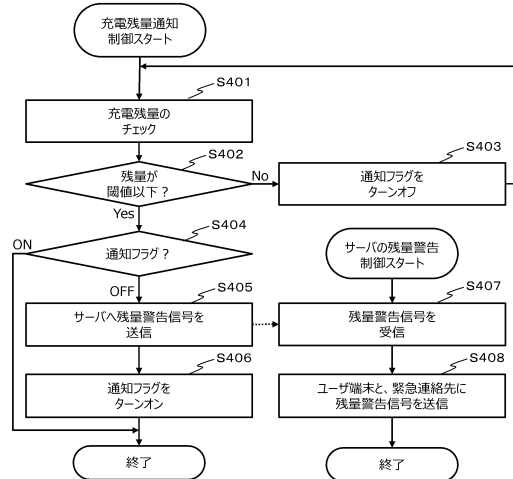 充電残量通知
制御スタート
S401
充電残量の
チェック
S402
残量が
閾値以下？
No
S403
通知フラグを
ターンオフ
Yes
S404
ON
通知フラグ？
サーバの残量警告
制御スタート
OFF
S405
サーバへ残量警告信号を
送信
S407
残量警告信号を
受信
S406
通知フラグを
ターンオン
S408
ユーザ端末と、緊急連絡先に
残量警告信号を送信
終了
終了